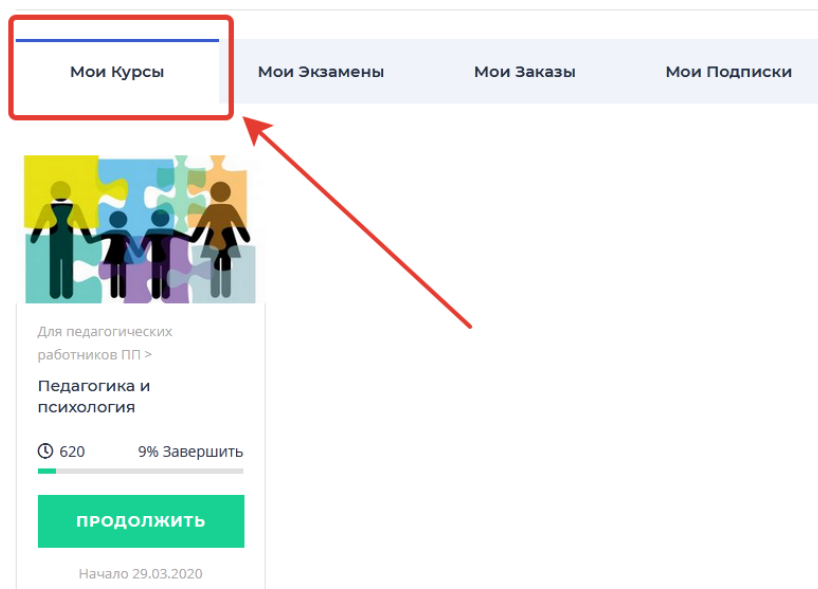 Мои Курсы Мои Экзамены Мои Заказы Мои Подписки
Для педагогических
работников ПП >
Педагогика и
психология
620 9% Завершить
ПРОДОЛЖИТЬ
Начало 29.03.2020